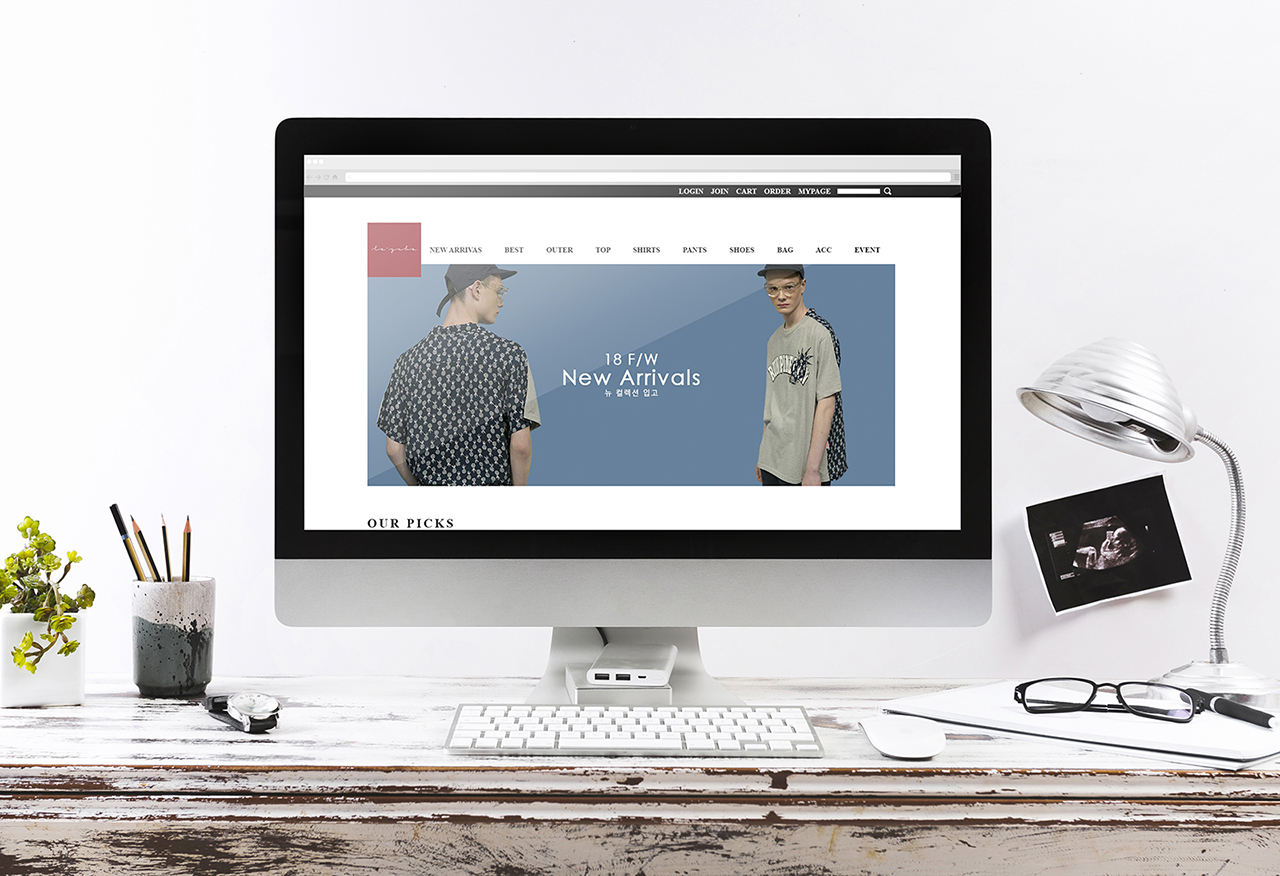 LOGIN JOIN CART ORDER MYPAGE
NEW ARRIVAS BEST OUTER TOP SHIRTS PANTS SHOES BAG ACC EVENT
18 F/W
New Arrivals
뉴 컬렉션 입고
OUR PICKS